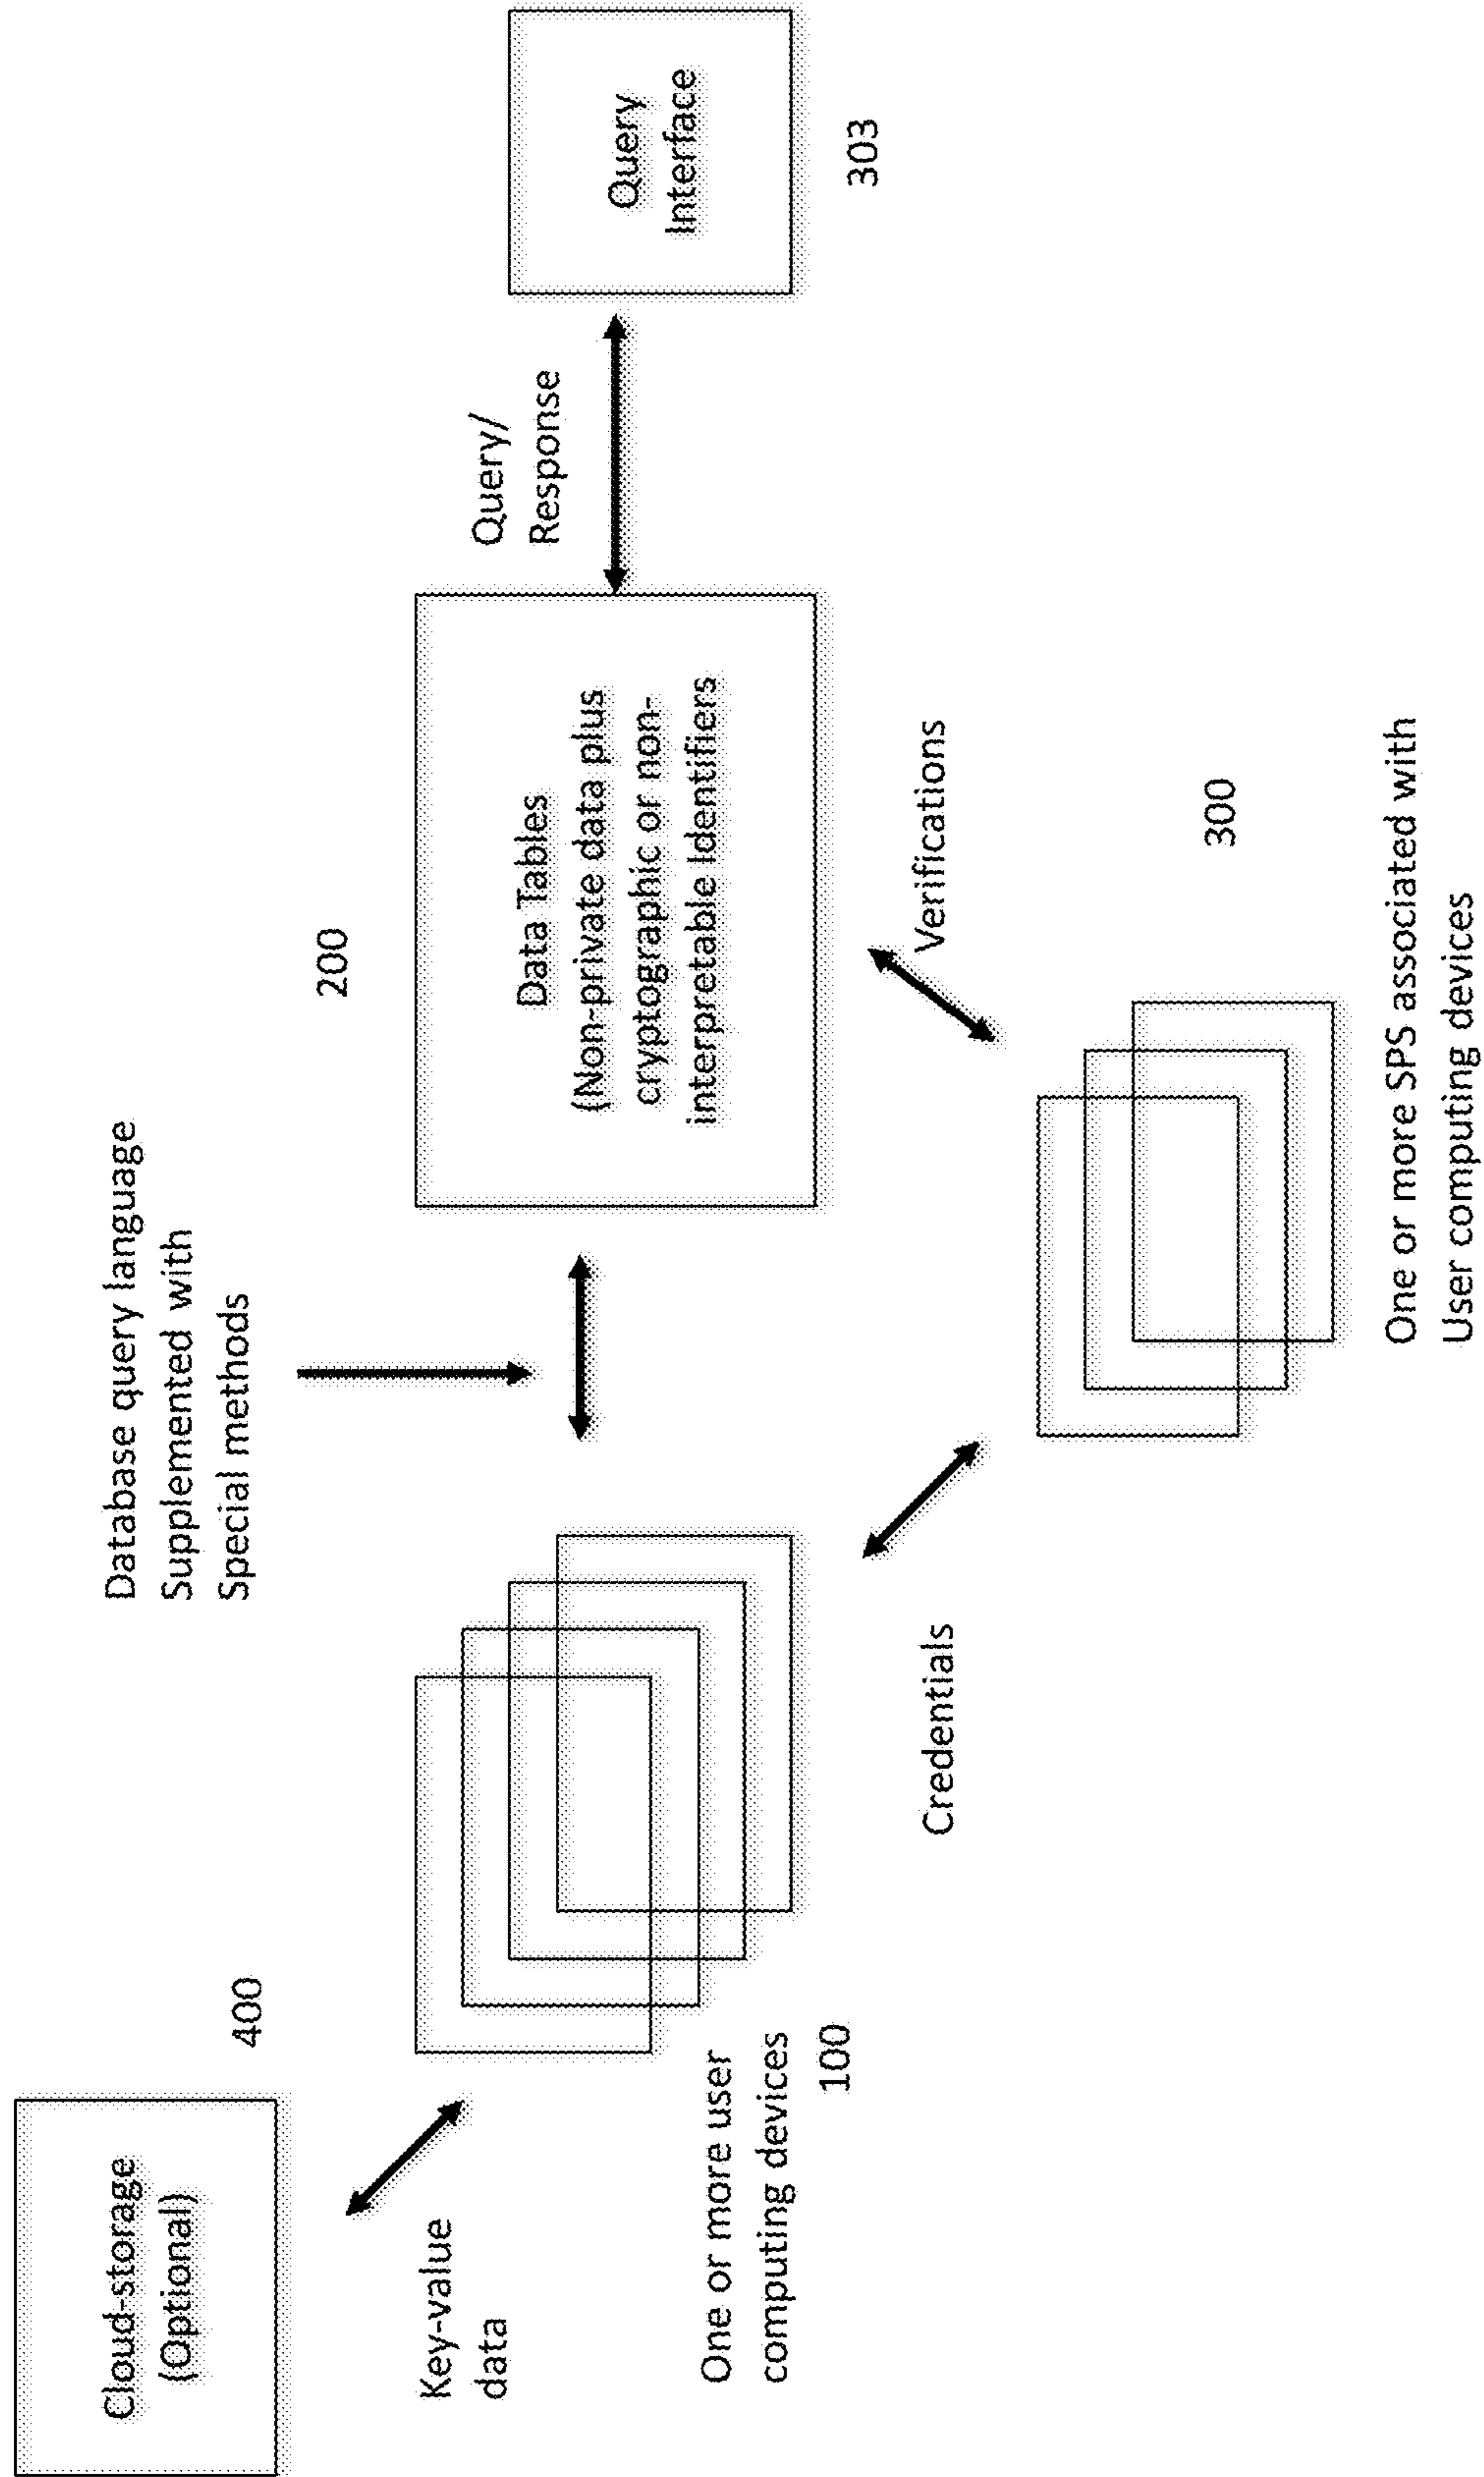 Cloud-storage
(Optional)
400
Key-value
data
One or more user
computing devices
100
Database query language
Supplemented with
Special methods
200
Data Tables
(Non-private data plus
cryptographic or non-
interpretable identifiers
Query/
Response
Query
Interface
303
Credentials
Verifications
300
One or more SPS associated with
User computing devices